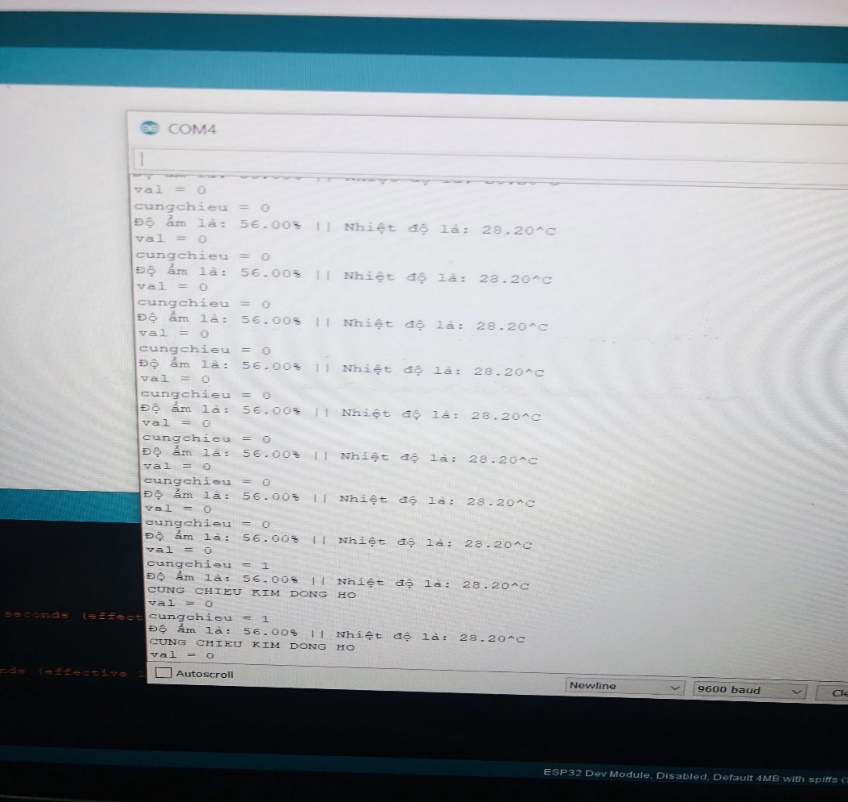 COM4
val = 0
cungchieu = 0
Độ ẩm là: 56.00% || Nhiệt độ là: 28.20^C
val = 0
cungchieu = 0
Độ ẩm là: 56.00% || Nhiệt độ là: 28.20^C
val = 0
cungchieu = 0
Độ ẩm là: 56.00% || Nhiệt độ là: 28.20^C
val = 0
cungchieu = 0
Độ ẩm là: 56.00% || Nhiệt độ là: 28.20^C
val = 0
cungchieu = 0
Độ ẩm là: 56.00% || Nhiệt độ là: 28.20^C
val = 0
cungchieu = 0
Độ ẩm là: 56.00% || Nhiệt độ là: 28.20^C
val = 0
cungchieu = 0
Độ ẩm là: 56.00% || Nhiệt độ là: 28.20^C
val = 0
cungchieu = 0
Độ ẩm là: 56.00% || Nhiệt độ là: 28.20^C
val = 0
cungchieu = 1
Độ ẩm là: 56.00% || Nhiệt độ là: 28.20^C
CUNG CHIEU KIM DONG HO
val = 0
seconds (effect
cungchieu = 1
Độ ẩm là: 56.00% || Nhiệt độ là: 28.20^C
CUNG CHIEU KIM DONG HO
val = 0
nds (effective
Autoscroll
Newline
9600 baud
Cle
ESP32 Dev Module, Disabled, Default 4MB with spiffs (